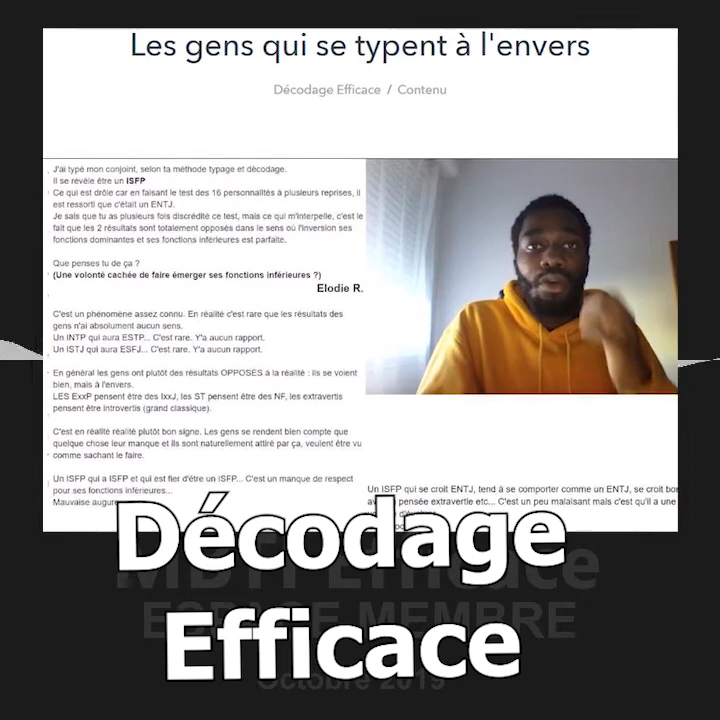 Les gens qui se typent à l'envers
Décodage Efficace / Contenu
J'ai typé mon conjoint, selon ta méthode typage et décodage.
Il se révèle être un ISFP
Ce qui est drôle car en faisant le test des 16 personnalités à plusieurs reprises, il
est ressorti que c'était un ENTJ.
Je sais que tu as plusieurs fois discrédité ce test, mais ce qui m'interpelle, c'est le
fait que les 2 résultats sont totalement opposés dans le sens où l'inversion ses
fonctions dominantes et ses fonctions inférieures est parfaite.
Que penses tu de ça ?
(Une volonté cachée de faire émerger ses fonctions inférieures ?)
Elodie R.
C'est un phénomène assez connu. En réalité c'est rare que les résultats des
gens n'ai absolument aucun sens.
Un INTP qui aura ESTP... C'est rare. Y'a aucun rapport.
Un ISTJ qui aura ESFJ... C'est rare. Y'a aucun rapport.
En général les gens ont plutôt des résultats OPPOSÉS à la réalité : ils se voient
bien, mais à l'envers.
LES ExxP pensent être des IxxJ, les ST pensent être des NF, les extravertis
pensent être introvertis (grand classique).
C'est en réalité réalité plutôt bon signe. Les gens se rendent bien compte que
quelque chose leur manque et ils sont naturellement attiré par ça, veulent être vu
comme sachant le faire.
Un ISFP qui a ISFP et qui est fier d'être un ISFP... C'est un manque de respect
pour ses fonctions inférieures...
Mauvaise augure
Un ISFP qui se croit ENTJ, tend à se comporter comme un ENTJ, se croit bon
pensée extravertie etc... C'est un peu malaisant mais c'est qu'il a une
Décodage
Efficace
MBTI Efficace
ESPACE MEMBRE
Octobre 2019